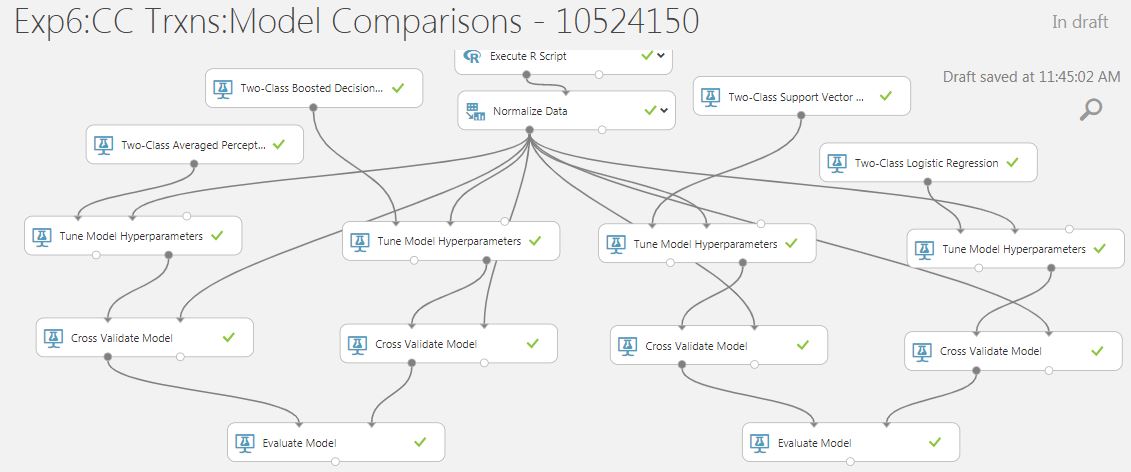 Exp6:CC Trxns:Model Comparisons - 10524150
In draft
Execute R Script
Draft saved at 11:45:02 AM
Two-Class Boosted Decision...
Two-Class Support Vector ...
Normalize Data
Two-Class Averaged Percept...
Two-Class Logistic Regression
Tune Model Hyperparameters
Tune Model Hyperparameters
Tune Model Hyperparameters
Tune Model Hyperparameters
Cross Validate Model
Cross Validate Model
Cross Validate Model
Cross Validate Model
Evaluate Model
Evaluate Model